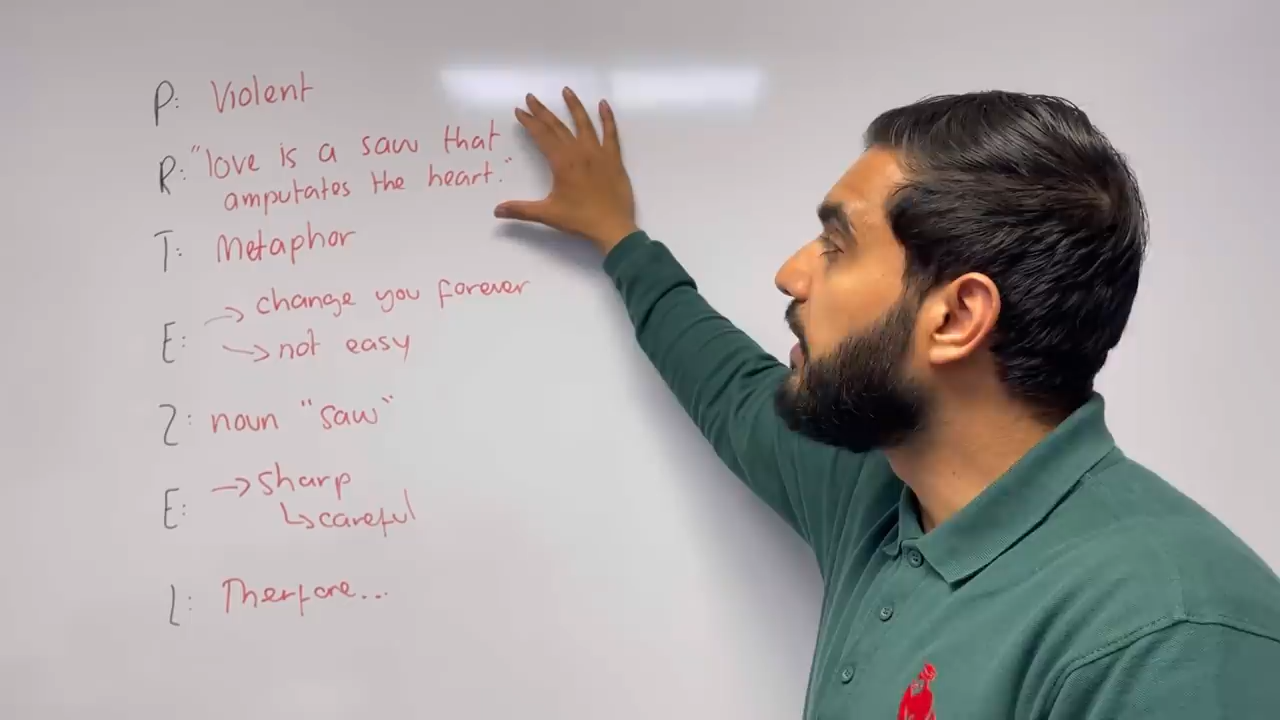 P: Violent
R: "love is a saw that
amputates the heart."
T: Metaphor
→ change you forever
E: → not easy
Z: noun "saw"
E: → sharp
↳ careful
L: Therfore...